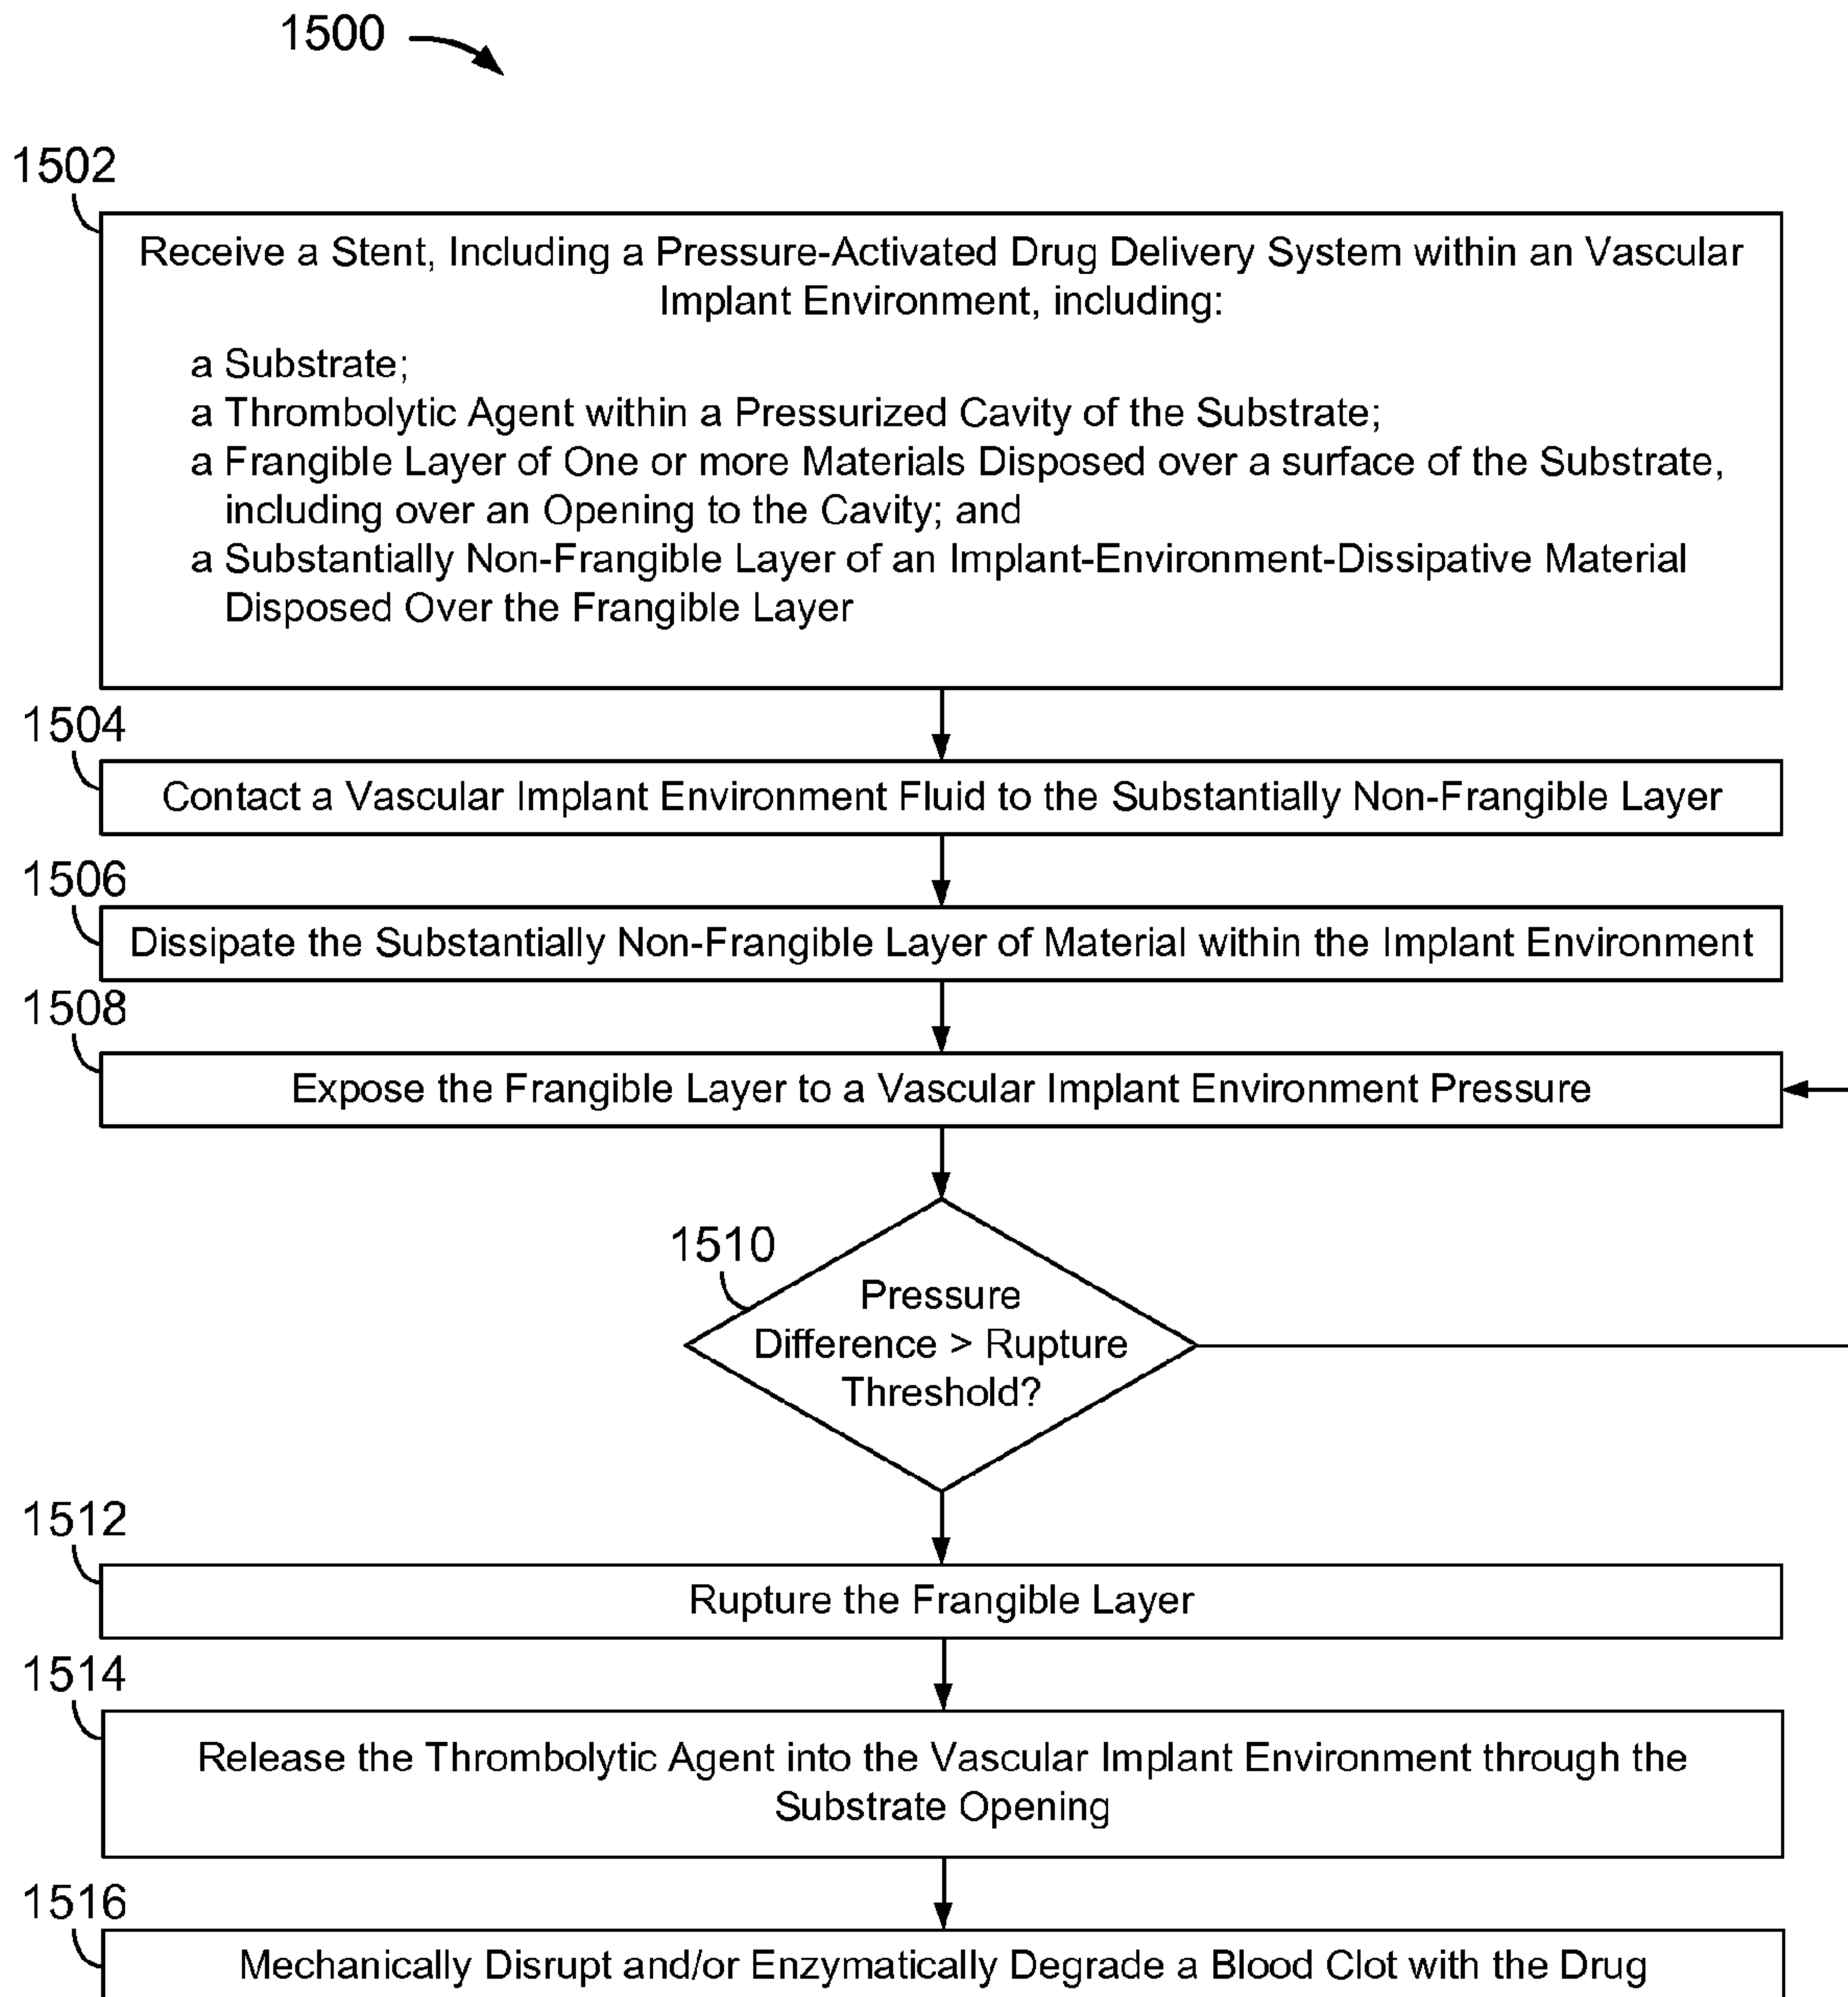 1500
1502
Receive a Stent, Including a Pressure-Activated Drug Delivery System within an Vascular
Implant Environment, including:
a Substrate;
a Thrombolytic Agent within a Pressurized Cavity of the Substrate;
a Frangible Layer of One or more Materials Disposed over a surface of the Substrate,
including over an Opening to the Cavity; and
a Substantially Non-Frangible Layer of an Implant-Environment-Dissipative Material
Disposed Over the Frangible Layer
1504
Contact a Vascular Implant Environment Fluid to the Substantially Non-Frangible Layer
1506
Dissipate the Substantially Non-Frangible Layer of Material within the Implant Environment
1508
Expose the Frangible Layer to a Vascular Implant Environment Pressure
1510
Pressure
Difference > Rupture
Threshold?
1512
Rupture the Frangible Layer
1514
Release the Thrombolytic Agent into the Vascular Implant Environment through the
Substrate Opening
1516
Mechanically Disrupt and/or Enzymatically Degrade a Blood Clot with the Drug